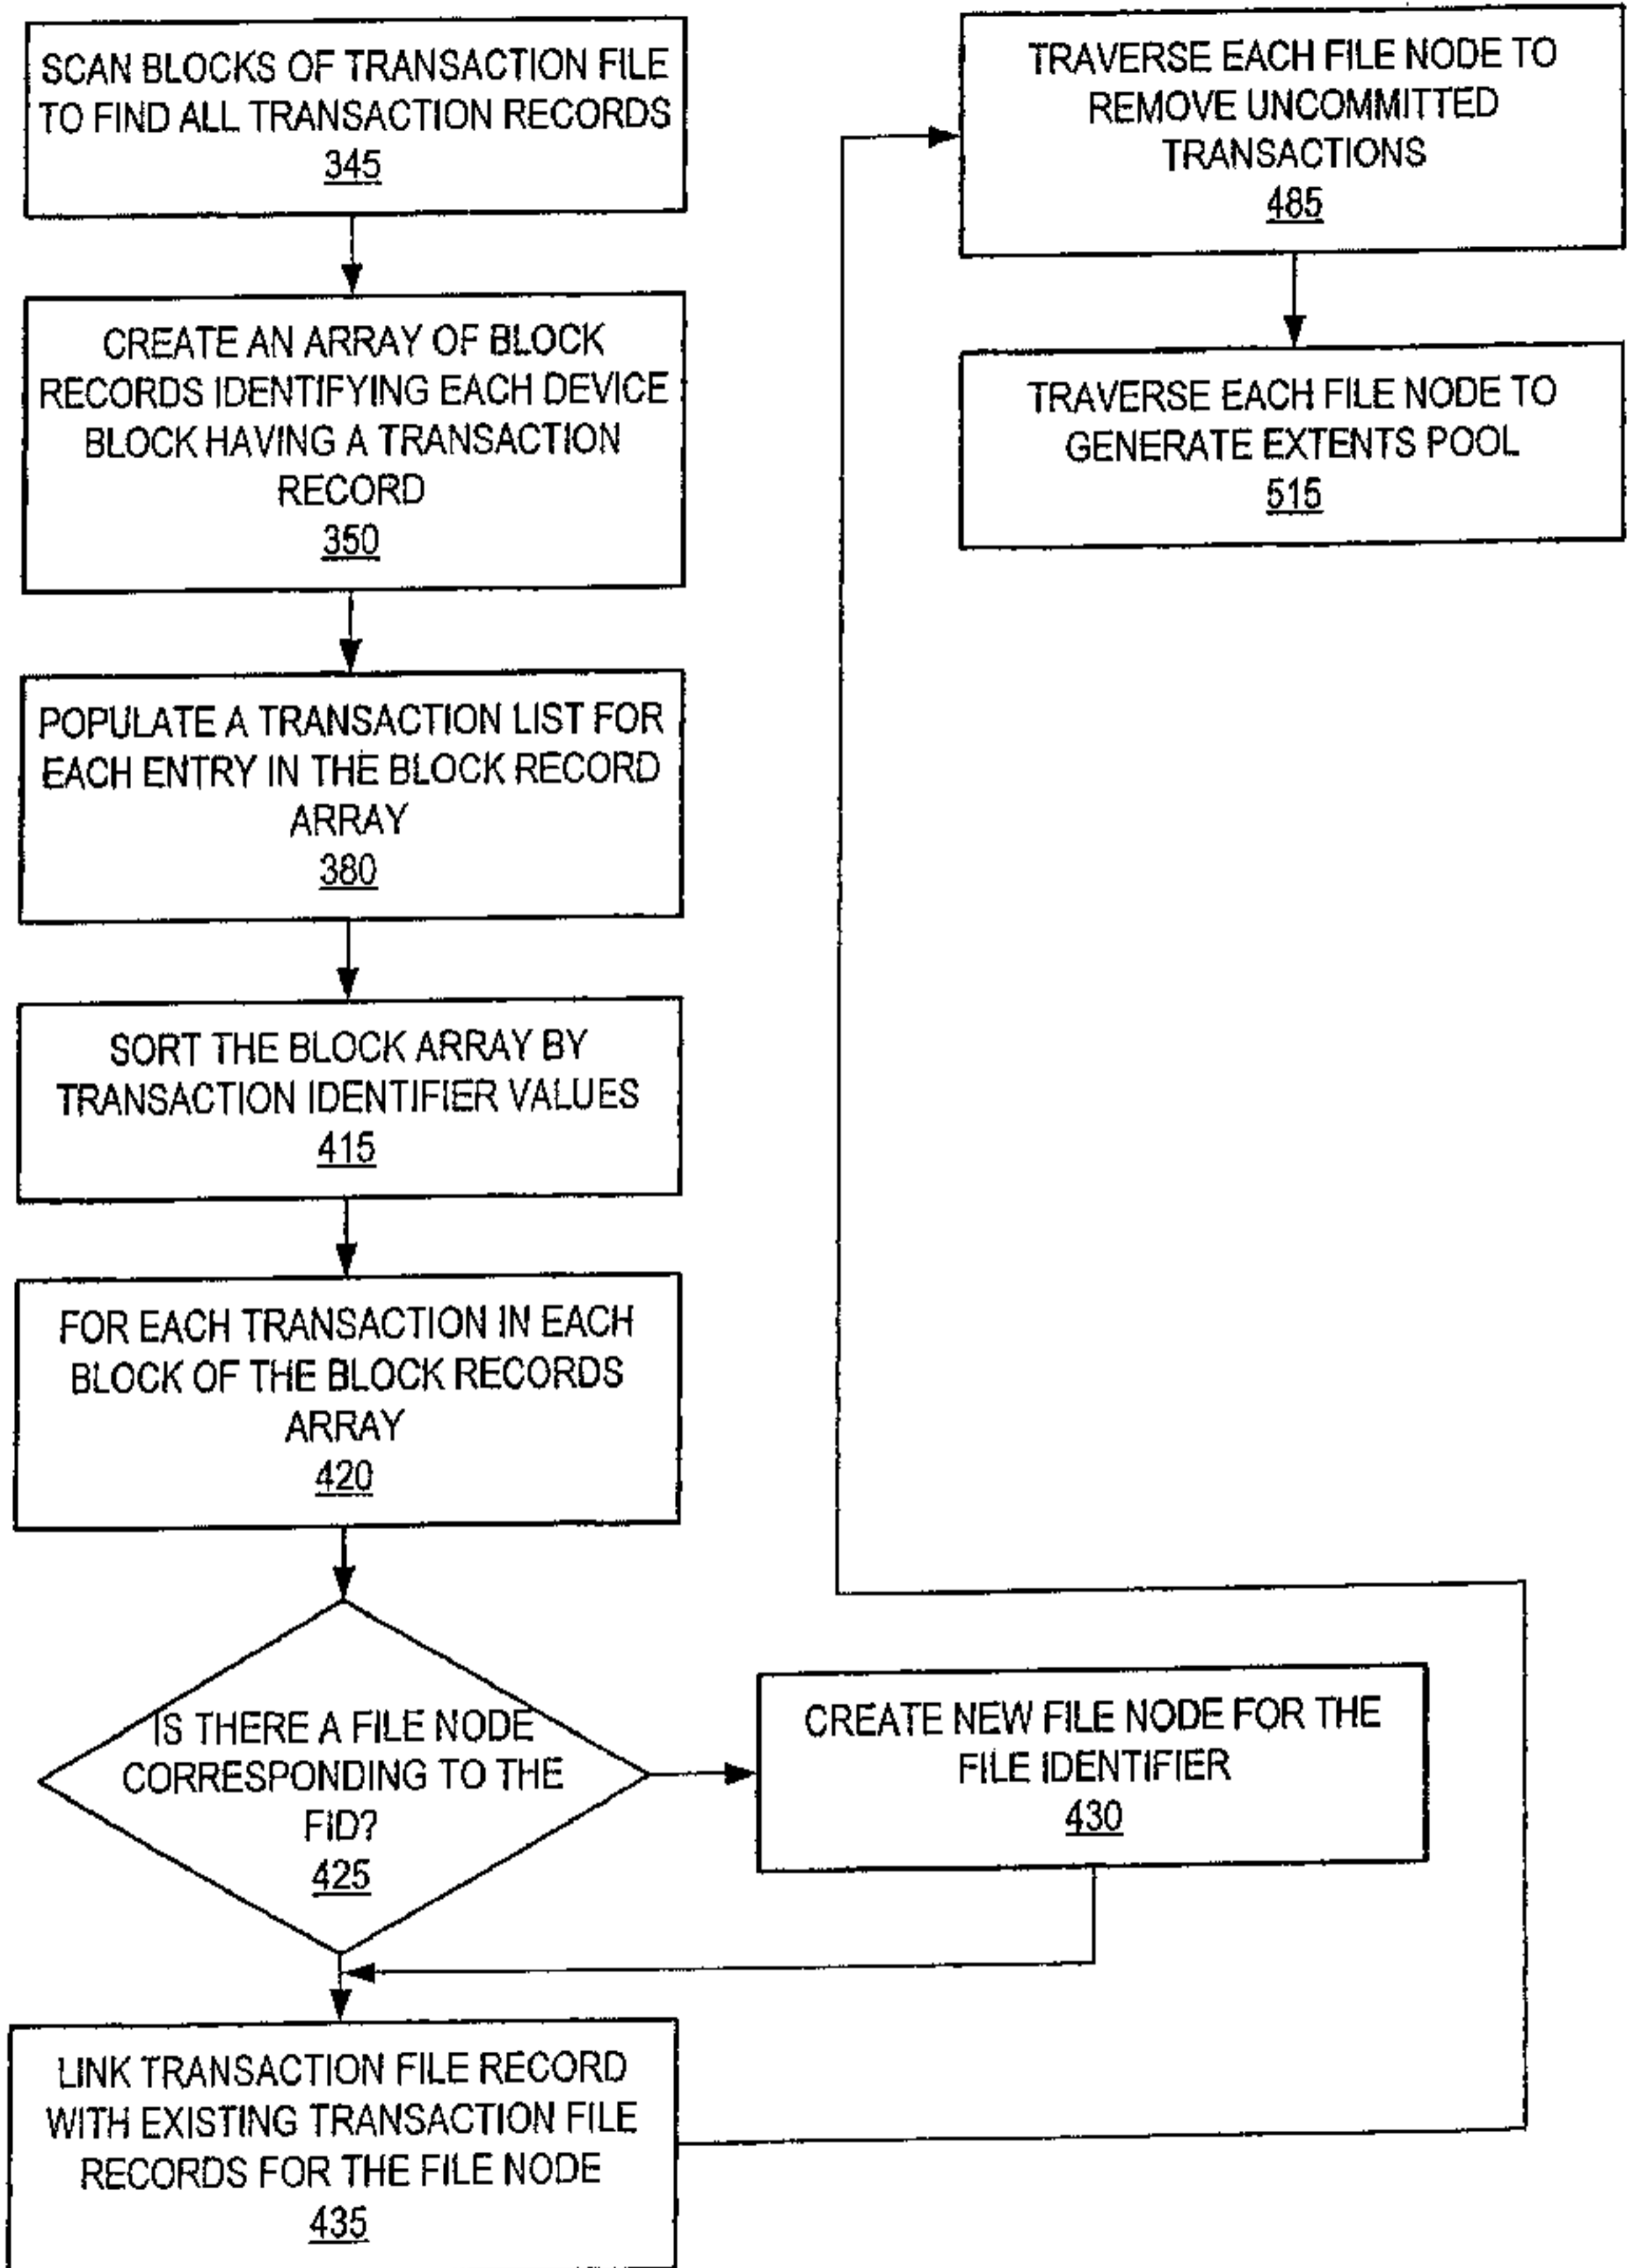 SCAN BLOCKS OF TRANSACTION FILE
TO FIND ALL TRANSACTION RECORDS
345
CREATE AN ARRAY OF BLOCK
RECORDS IDENTIFYING EACH DEVICE
BLOCK HAVING A TRANSACTION
RECORD
350
POPULATE A TRANSACTION LIST FOR
EACH ENTRY IN THE BLOCK RECORD
ARRAY
380
SORT THE BLOCK ARRAY BY
TRANSACTION IDENTIFIER VALUES
415
FOR EACH TRANSACTION IN EACH
BLOCK OF THE BLOCK RECORDS
ARRAY
420
IS THERE A FILE NODE
CORRESPONDING TO THE
FID?
425
CREATE NEW FILE NODE FOR THE
FILE IDENTIFIER
430
LINK TRANSACTION FILE RECORD
WITH EXISTING TRANSACTION FILE
RECORDS FOR THE FILE NODE
435
TRAVERSE EACH FILE NODE TO
REMOVE UNCOMMITTED
TRANSACTIONS
485
TRAVERSE EACH FILE NODE TO
GENERATE EXTENTS POOL
515